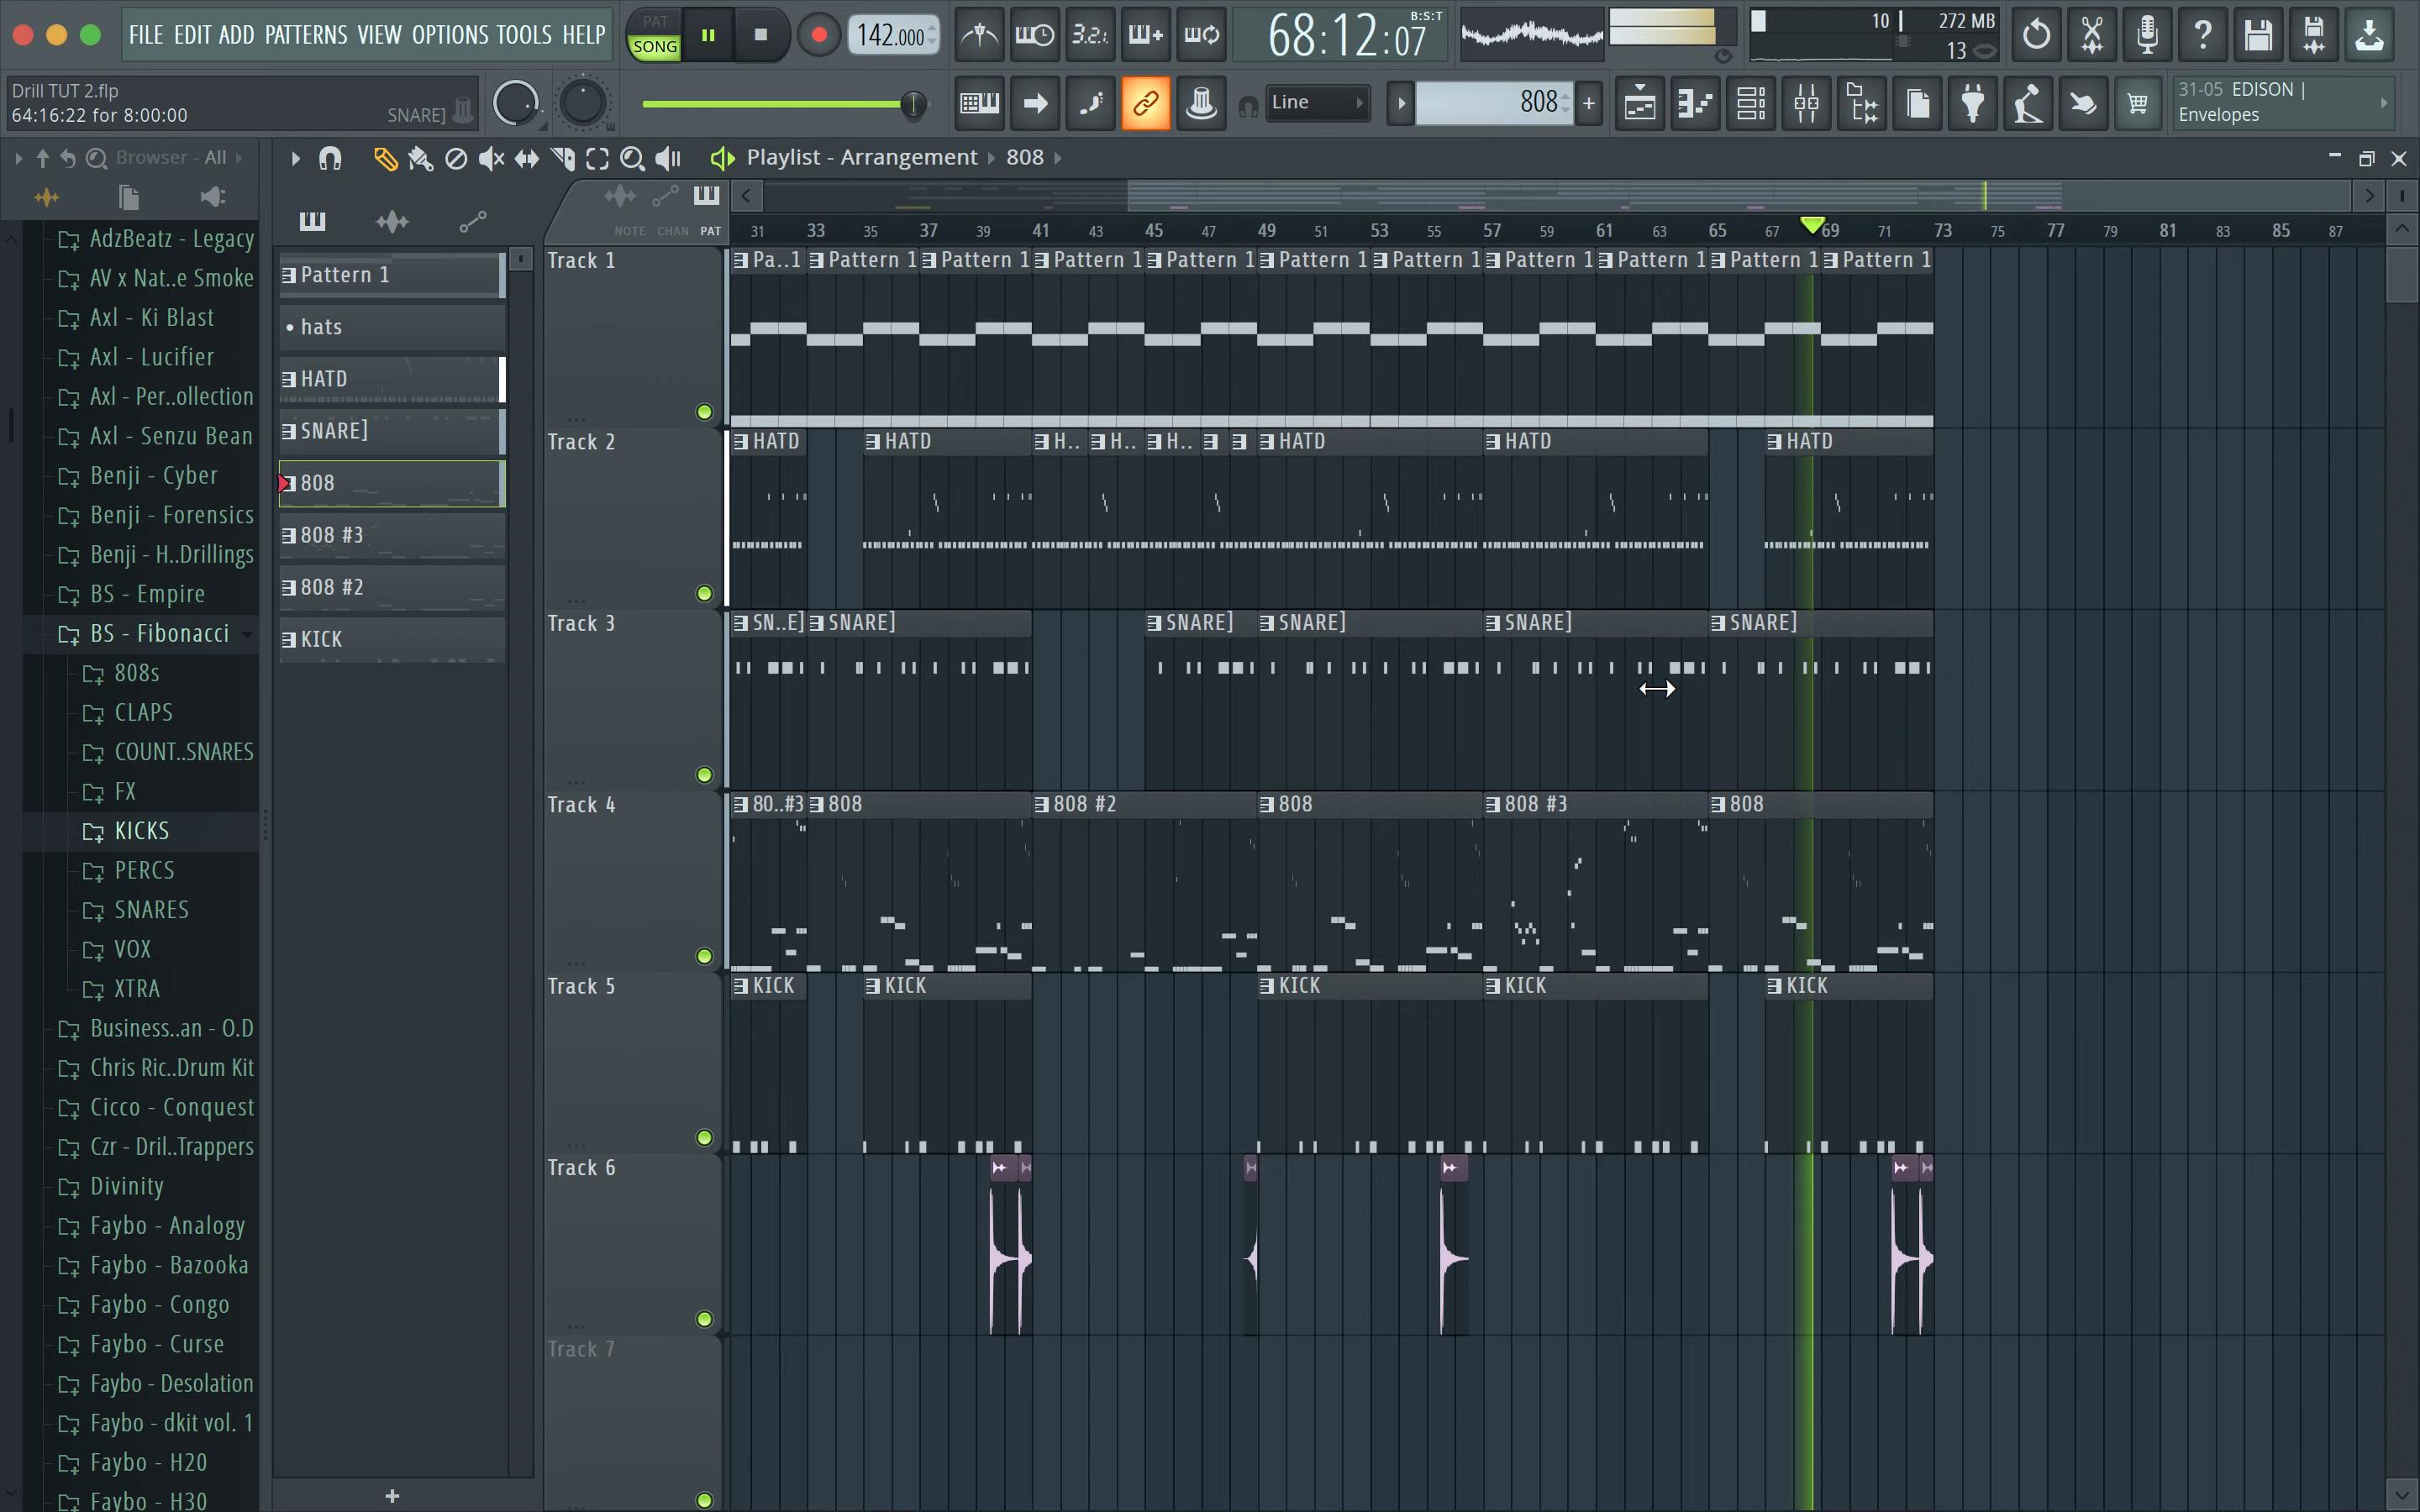 FILE EDIT ADD PATTERNS VIEW OPTIONS TOOLS HELP
PAT
SONG
142.000
3.2.
68:12:07
B:S:T
10
272 MB
13
Drill TUT 2.flp
64:16:22 for 8:00:00
SNARE]
Line
808
+
31-05 EDISON |
Envelopes
Browser - All
Playlist - Arrangement
808
NOTE CHAN PAT
31 33 35 37 39 41 43 45 47 49 51 53 55 57 59 61 63 65 67 69 71 73 75 77 79 81 83 85 87
AdzBeatz - Legacy
AV x Nat..e Smoke
Axl - Ki Blast
Axl - Lucifier
Axl - Per..ollection
Axl - Senzu Bean
Benji - Cyber
Benji - Forensics
Benji - H..Drillings
BS - Empire
BS - Fibonacci
808s
CLAPS
COUNT..SNARES
FX
KICKS
PERCS
SNARES
VOX
XTRA
Business..an - O.D
Chris Ric..Drum Kit
Cicco - Conquest
Czr - Dril..Trappers
Divinity
Faybo - Analogy
Faybo - Bazooka
Faybo - Congo
Faybo - Curse
Faybo - Desolation
Faybo - dkit vol. 1
Faybo - H20
Faybo - H30
Pattern 1
hats
HATD
SNARE]
808
808 #3
808 #2
KICK
+
Track 1
Pa..1 Pattern 1 Pattern 1 Pattern 1 Pattern 1 Pattern 1 Pattern 1 Pattern 1 Pattern 1 Pattern 1 Pattern 1
Track 2
HATD HATD H.. H.. H.. HATD HATD HATD
Track 3
SN..E] SNARE] SNARE] SNARE] SNARE] SNARE]
Track 4
80..#3 808 808 #2 808 808 #3 808
Track 5
KICK KICK KICK KICK KICK
Track 6
Track 7